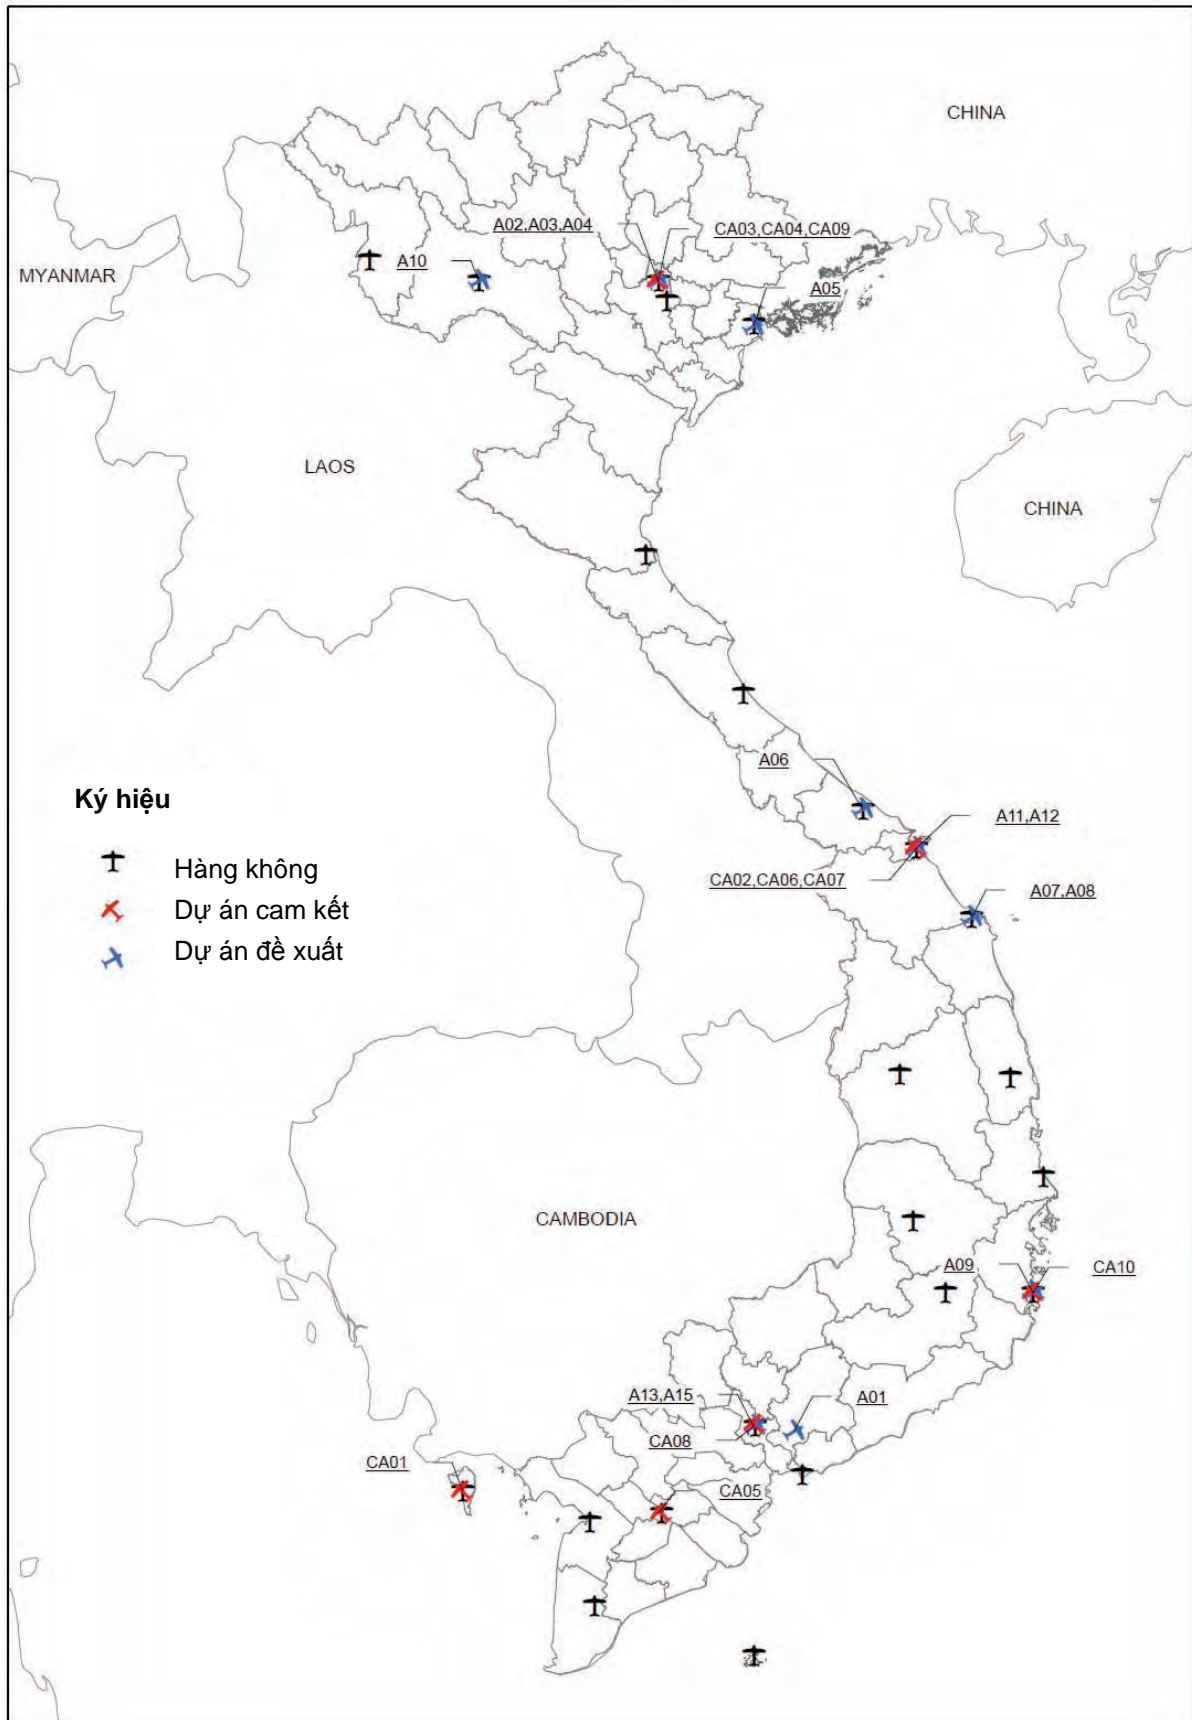 CHINA
A02,A03,A04
CA03,CA04,CA09
MYANMAR
A10
A05
LAOS
CHINA
A06
Ký hiệu
A11,A12
Hàng không
CA02,CA06,CA07
A07,A08
Dự án cam kết
Dự án đề xuất
CAMBODIA
A09
CA10
A13,A15
A01
CA08
CA01
CA05